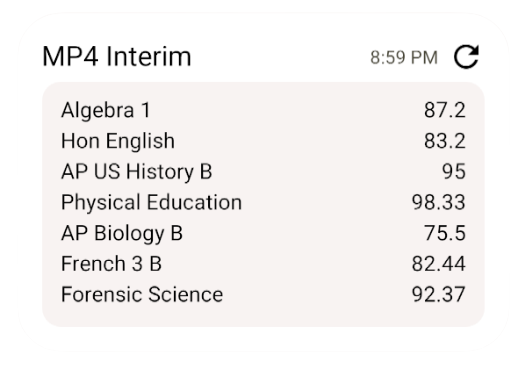 MP4 Interim 8:59 PM
Algebra 1 87.2
Hon English 83.2
AP US History B 95
Physical Education 98.33
AP Biology B 75.5
French 3 B 82.44
Forensic Science 92.37